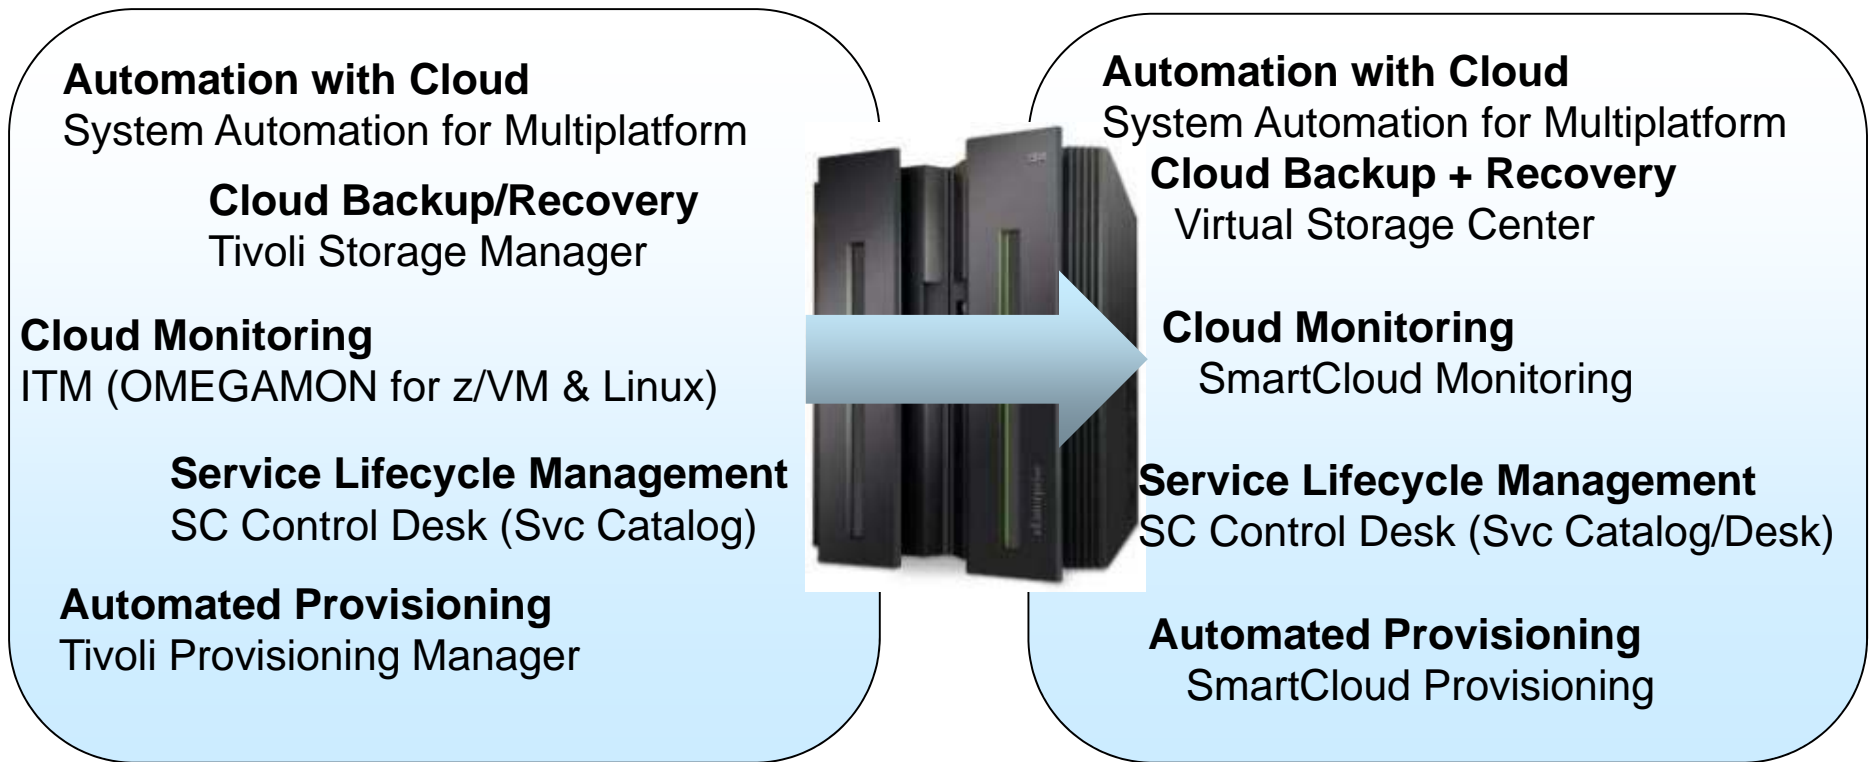 Automation with Cloud
System Automation for Multiplatform
Cloud Backup/Recovery
Tivoli Storage Manager
Cloud Monitoring
ITM (OMEGAMON for z/VM & Linux)
Service Lifecycle Management
SC Control Desk (Svc Catalog)
Automated Provisioning
Tivoli Provisioning Manager
IBM
Automation with Cloud
System Automation for Multiplatform
Cloud Backup + Recovery
Virtual Storage Center
Cloud Monitoring
SmartCloud Monitoring
Service Lifecycle Management
SC Control Desk (Svc Catalog/Desk)
Automated Provisioning
SmartCloud Provisioning